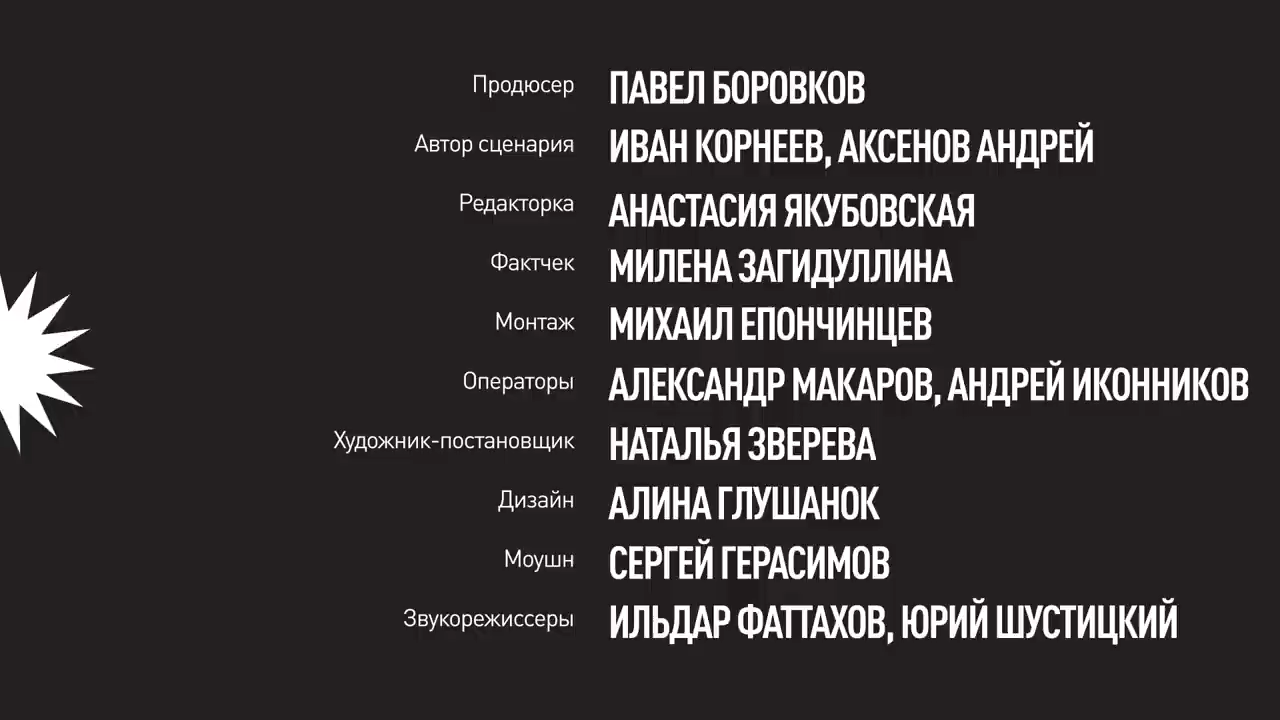 Продюсер ПАВЕЛ БОРОВКОВ
Автор сценария ИВАН КОРНЕЕВ, АКСЕНОВ АНДРЕЙ
Редакторка АНАСТАСИЯ ЯКУБОВСКАЯ
Фактчек МИЛЕНА ЗАГИДУЛЛИНА
Монтаж МИХАИЛ ЕПОНЧИНЦЕВ
Операторы АЛЕКСАНДР МАКАРОВ, АНДРЕЙ ИКОННИКОВ
Художник-постановщик НАТАЛЬЯ ЗВЕРЕВА
Дизайн АЛИНА ГЛУШАНОК
Моушн СЕРГЕЙ ГЕРАСИМОВ
Звукорежиссеры ИЛЬДАР ФАТТАХОВ, ЮРИЙ ШУСТИЦКИЙ